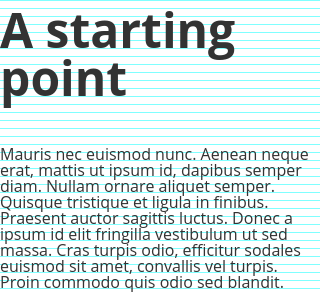 A starting
point
Mauris nec euismod nunc. Aenean neque
erat, mattis ut ipsum id, dapibus semper
diam. Nullam ornare aliquet semper.
Quisque tristique et ligula in finibus.
Praesent auctor sagittis luctus. Donec a
ipsum id elit fringilla vestibulum ut sed
massa. Cras turpis odio, efficitur sodales
euismod sit amet, convallis vel turpis.
Proin commodo quis odio sed blandit.